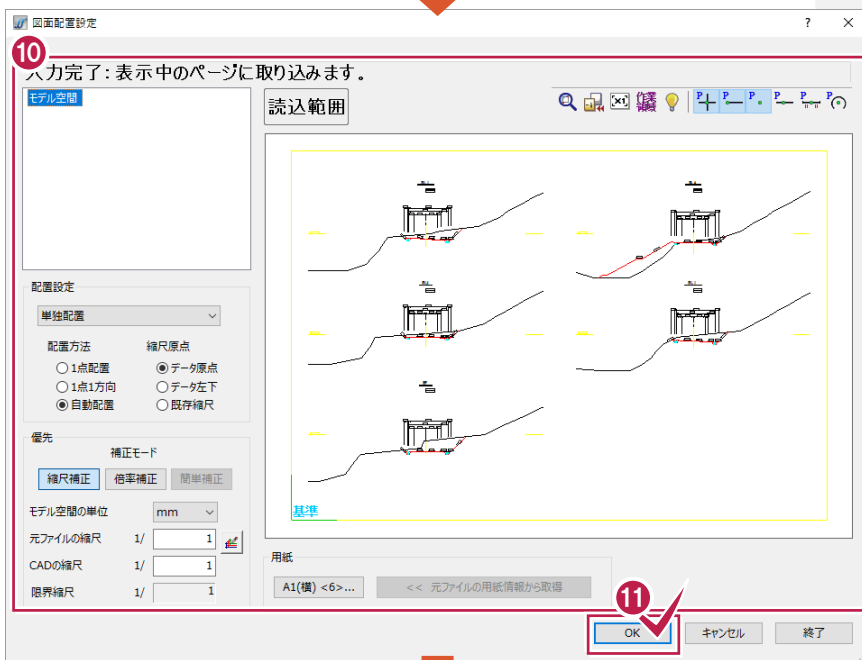 図面配置設定
? ×
10
入力完了:表示中のページに取り込みます。
モデル空間
読込範囲
×1
作業
P P P P P P
配置設定
単独配置
配置方法 縮尺原点
1点配置 データ原点
1点1方向 データ左下
自動配置 既存縮尺
優先
補正モード
縮尺補正 倍率補正 簡単補正
モデル空間の単位 mm
元ファイルの縮尺 1/ 1
CADの縮尺 1/ 1
限界縮尺 1/ 1
基準
用紙
A1(横) <6>... << 元ファイルの用紙情報から取得
11
OK キャンセル 終了